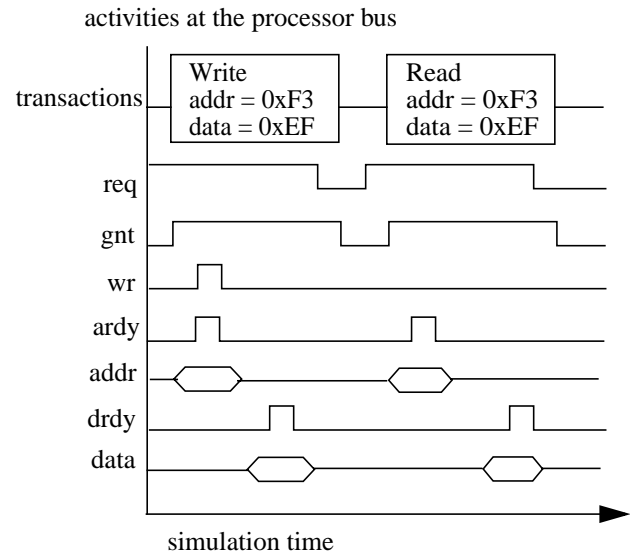 activities at the processor bus
Write
addr = 0xF3
data = 0xEF
Read
addr = 0xF3
data = 0xEF
transactions
req
gnt
wr
ardy
addr
drdy
data
simulation time